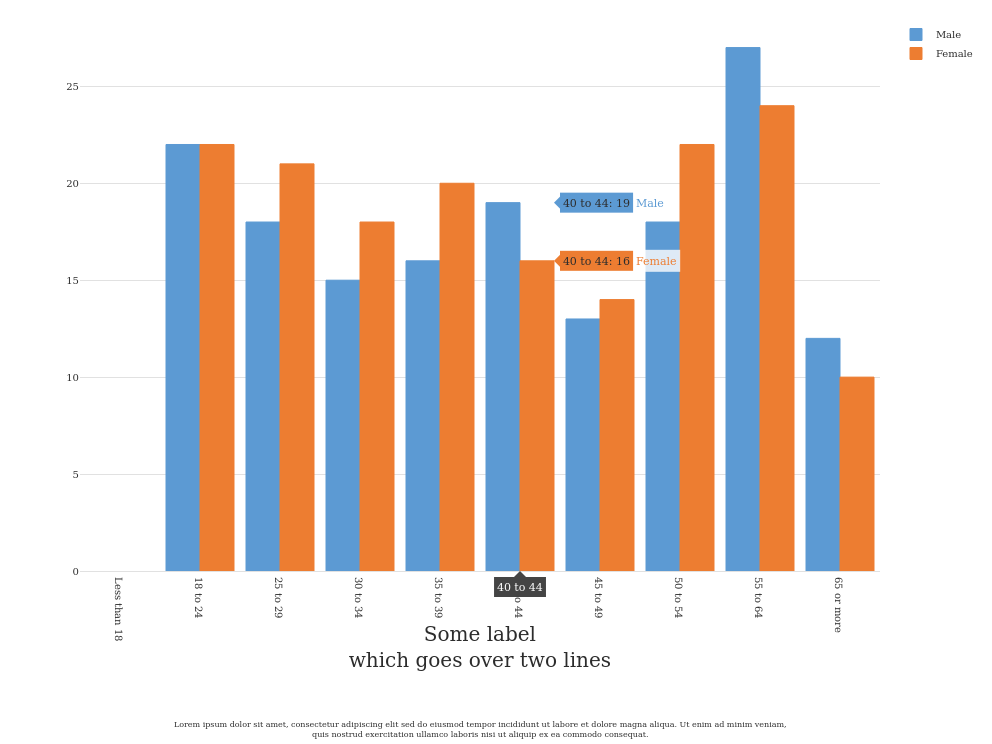 Male
Female
25
20
15
10
5
0
40 to 44: 19 Male
40 to 44: 16 Female
Less than 18
18 to 24
25 to 29
30 to 34
35 to 39
40 to 44
o 44
45 to 49
50 to 54
55 to 64
65 or more
Some label
which goes over two lines
Lorem ipsum dolor sit amet, consectetur adipiscing elit sed do eiusmod tempor incididunt ut labore et dolore magna aliqua. Ut enim ad minim veniam,
quis nostrud exercitation ullamco laboris nisi ut aliquip ex ea commodo consequat.